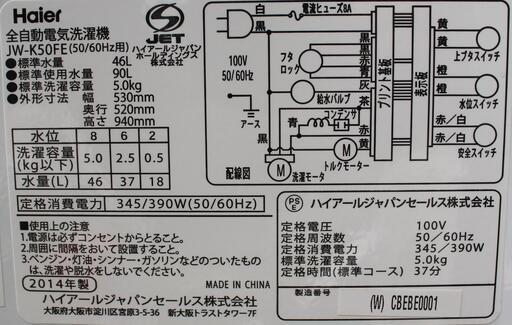 Haier
全自動電気洗濯機
JW-K50FE(50/60Hz用)
S JET
ハイアールジャパン
ホールディングス
株式会社
●標準水量 46L
●標準使用水量 90L
●標準洗濯容量 5.0kg
●外形寸法 幅 530mm
奥行 520mm
高さ 940mm
水位 8 6 2
洗濯容量(kg以下) 5.0 2.5 0.5
水量(L) 46 37 18
定格消費電力 345/390W(50/60Hz)
白 電流ヒューズ8A
黒
100V
50/60Hz
アース
フタロック
黒
黒
黒
赤
青
灰
給水バルブ
茶
コンデンサ
青
赤
黄
黒
配線図
M 洗濯モータ
M トルクモーター
プリント基板
表示板
黄
黄
上ブタスイッチ
橙
橙
水位スイッチ
赤/白
赤/白
安全スイッチ
■使用上の注意
1.電源は必ずコンセントからとること。
2.周囲に間隔をおいて設置すること。
3.ベンジン・灯油・シンナー・ガソリンなどのついたものは、洗濯や脱水をしないでください。
2014年製
MADE IN CHINA
ハイアールジャパンセールス株式会社
大阪府大阪市淀川区宮原3-5-36 新大阪トラストタワー7F
PSE ハイアールジャパンセールス株式会社
定格電圧 100V
定格周波数 50/60Hz
定格消費電力 345/390W
標準洗濯容量 5.0kg
定格時間(標準コース) 37分
製造番号
(W) CBEBE0001